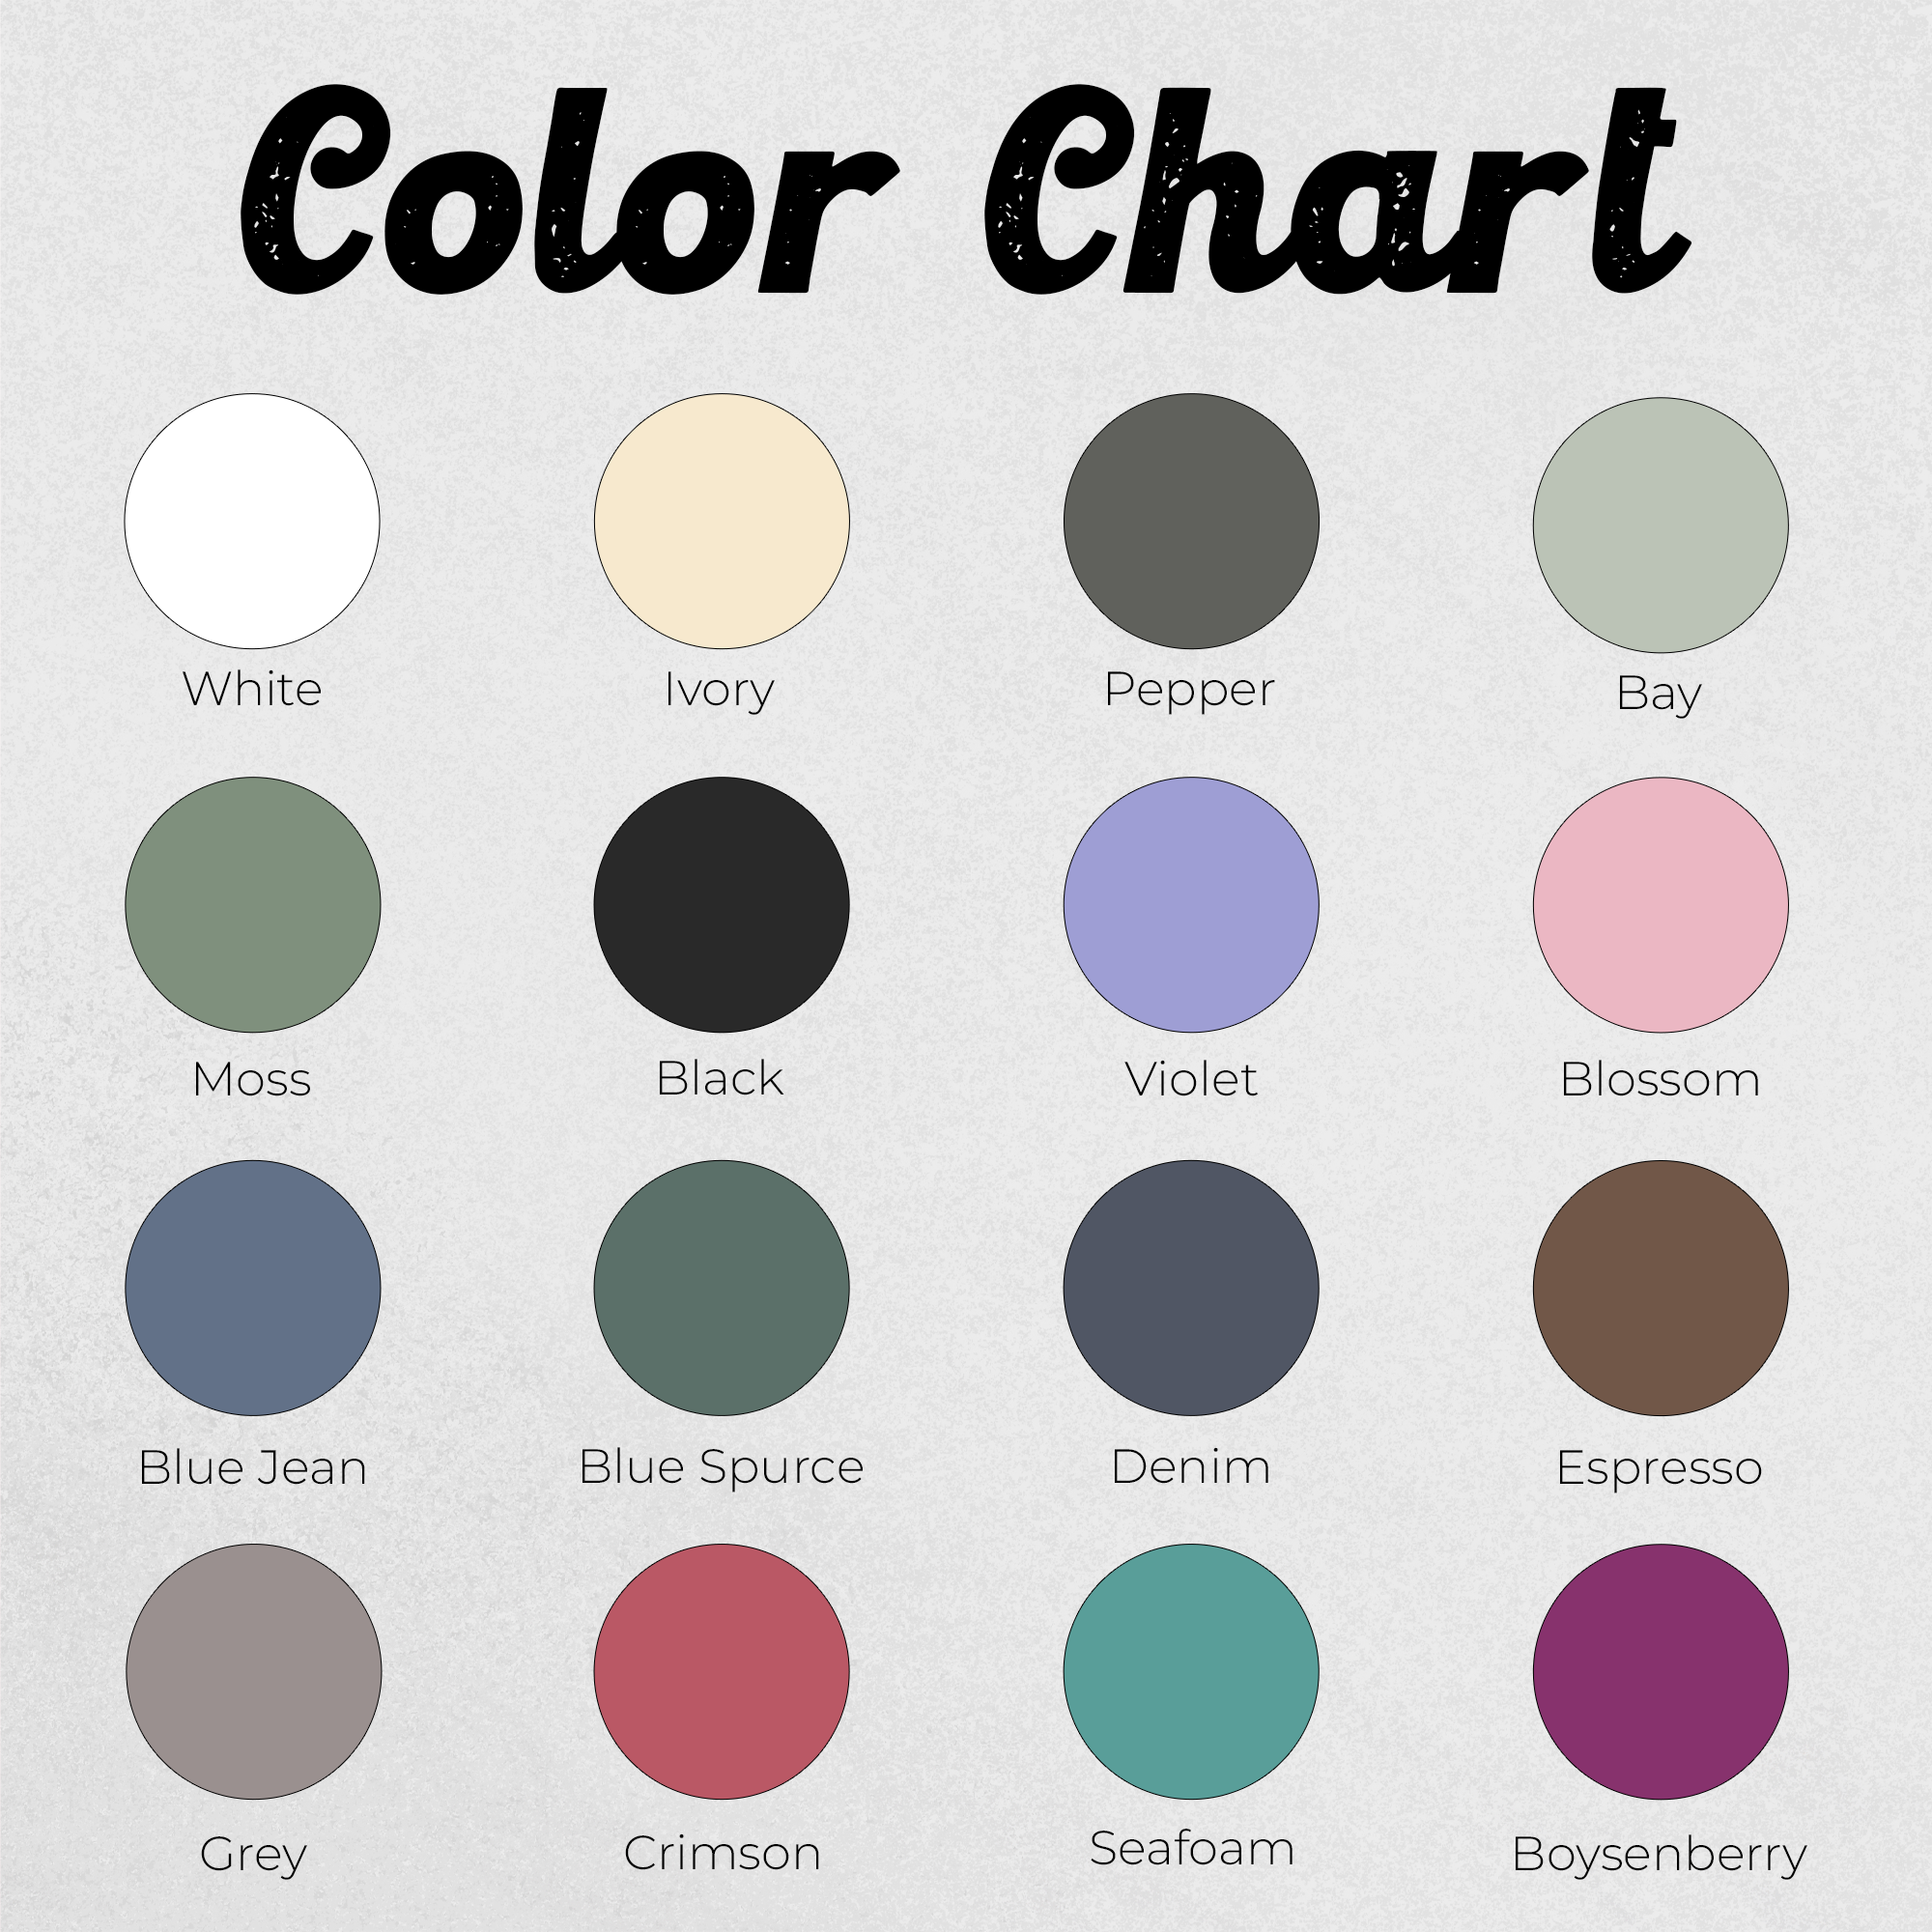 Color Chart
White
Ivory
Pepper
Bay
Moss
Black
Violet
Blossom
Blue Jean
Blue Spurce
Denim
Espresso
Grey
Crimson
Seafoam
Boysenberry